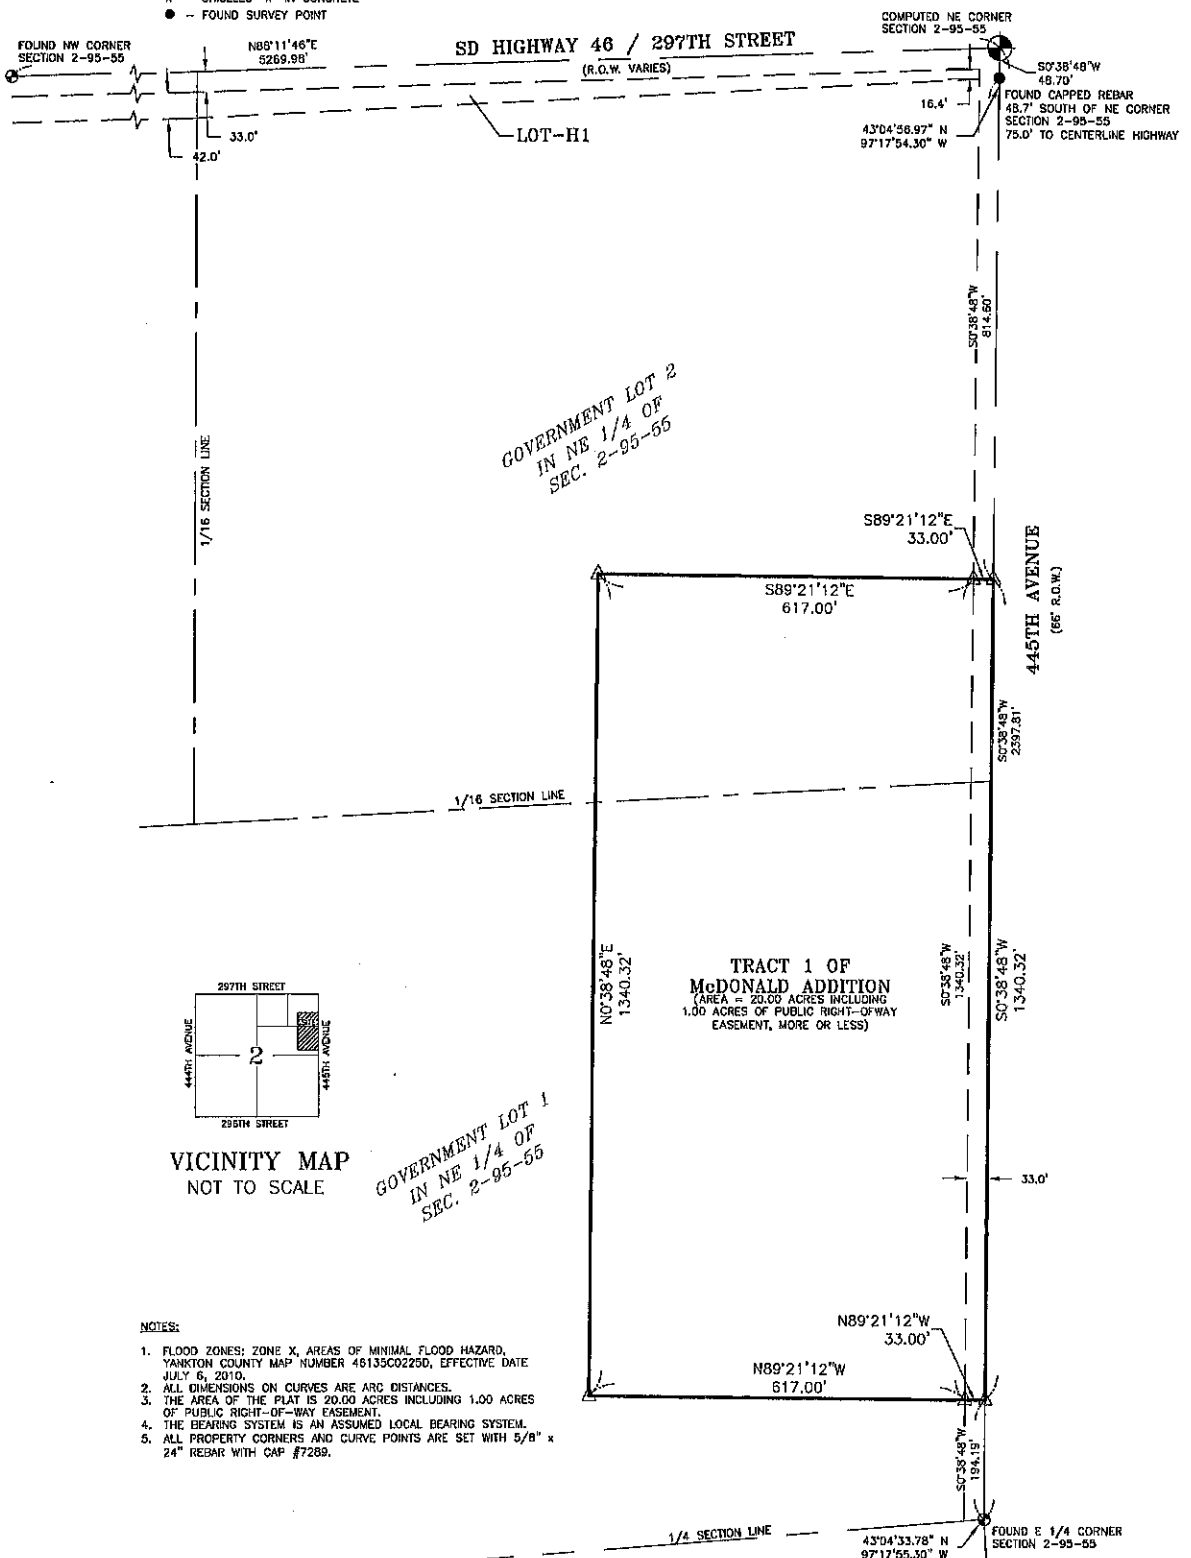 ● - FOUND SURVEY POINT
FOUND NW CORNER
SECTION 2-95-55
N88°11'46"E
5269.98'
SD HIGHWAY 46 / 297TH STREET
(R.O.W. VARIES)
COMPUTED NE CORNER
SECTION 2-95-55
S0°38'48"W
48.70'
FOUND CAPPED REBAR
48.7' SOUTH OF NE CORNER
SECTION 2-95-55
75.0' TO CENTERLINE HIGHWAY
16.4'
43°04'56.97" N
97°17'54.30" W
33.0'
42.0'
LOT-H1
S0°38'48"W
814.60'
GOVERNMENT LOT 2
IN NE 1/4 OF
SEC. 2-95-55
1/16 SECTION LINE
S89°21'12"E
33.00'
S89°21'12"E
617.00'
445TH AVENUE
(66' R.O.W.)
S0°38'48"W
2397.81'
1/16 SECTION LINE
N0°38'48"E
1340.32'
TRACT 1 OF
McDONALD ADDITION
(AREA = 20.00 ACRES INCLUDING
1.00 ACRES OF PUBLIC RIGHT-OFWAY
EASEMENT, MORE OR LESS)
S0°38'48"W
1340.32'
S0°38'48"W
1340.32'
297TH STREET
444TH AVENUE
2
445TH AVENUE
298TH STREET
VICINITY MAP
NOT TO SCALE
GOVERNMENT LOT 1
IN NE 1/4 OF
SEC. 2-95-55
33.0'
N89°21'12"W
33.00'
N89°21'12"W
617.00'
NOTES:
1. FLOOD ZONES: ZONE X, AREAS OF MINIMAL FLOOD HAZARD,
YANKTON COUNTY MAP NUMBER 46135C0225D, EFFECTIVE DATE
JULY 6, 2010.
2. ALL DIMENSIONS ON CURVES ARE ARC DISTANCES.
3. THE AREA OF THE PLAT IS 20.00 ACRES INCLUDING 1.00 ACRES
OF PUBLIC RIGHT-OF-WAY EASEMENT.
4. THE BEARING SYSTEM IS AN ASSUMED LOCAL BEARING SYSTEM.
5. ALL PROPERTY CORNERS AND CURVE POINTS ARE SET WITH 5/8" x
24" REBAR WITH CAP #7289.
S0°38'48"W
194.19'
1/4 SECTION LINE
43°04'33.78" N
97°17'55.30" W
FOUND E 1/4 CORNER
SECTION 2-95-55